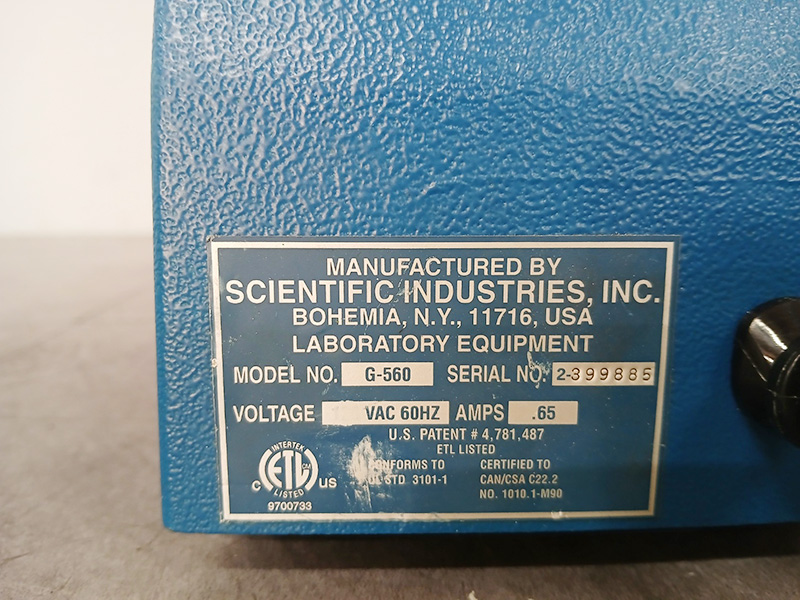 MANUFACTURED BY
SCIENTIFIC INDUSTRIES, INC.
BOHEMIA, N.Y., 11716, USA
LABORATORY EQUIPMENT
MODEL NO. G-560 SERIAL NO. 2-399885
VOLTAGE VAC 60HZ AMPS .65
U.S. PATENT # 4,781,487
ETL LISTED
INTERTEK
ETL CM
LISTED
C US
9700733
CONFORMS TO
UL STD 3101-1
CERTIFIED TO
CAN/CSA C22.2
NO. 1010.1-M90